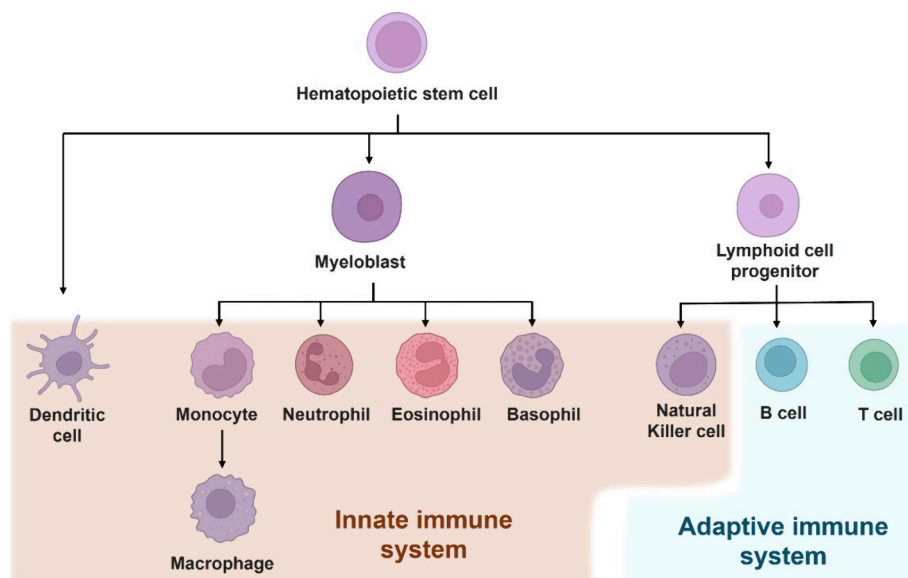 Hematopoietic stem cell
Myeloblast
Lymphoid cell
progenitor
Dendritic
cell
Monocyte
Neutrophil
Eosinophil
Basophil
Natural
Killer cell
B cell
T cell
Macrophage
Innate immune
system
Adaptive immune
system